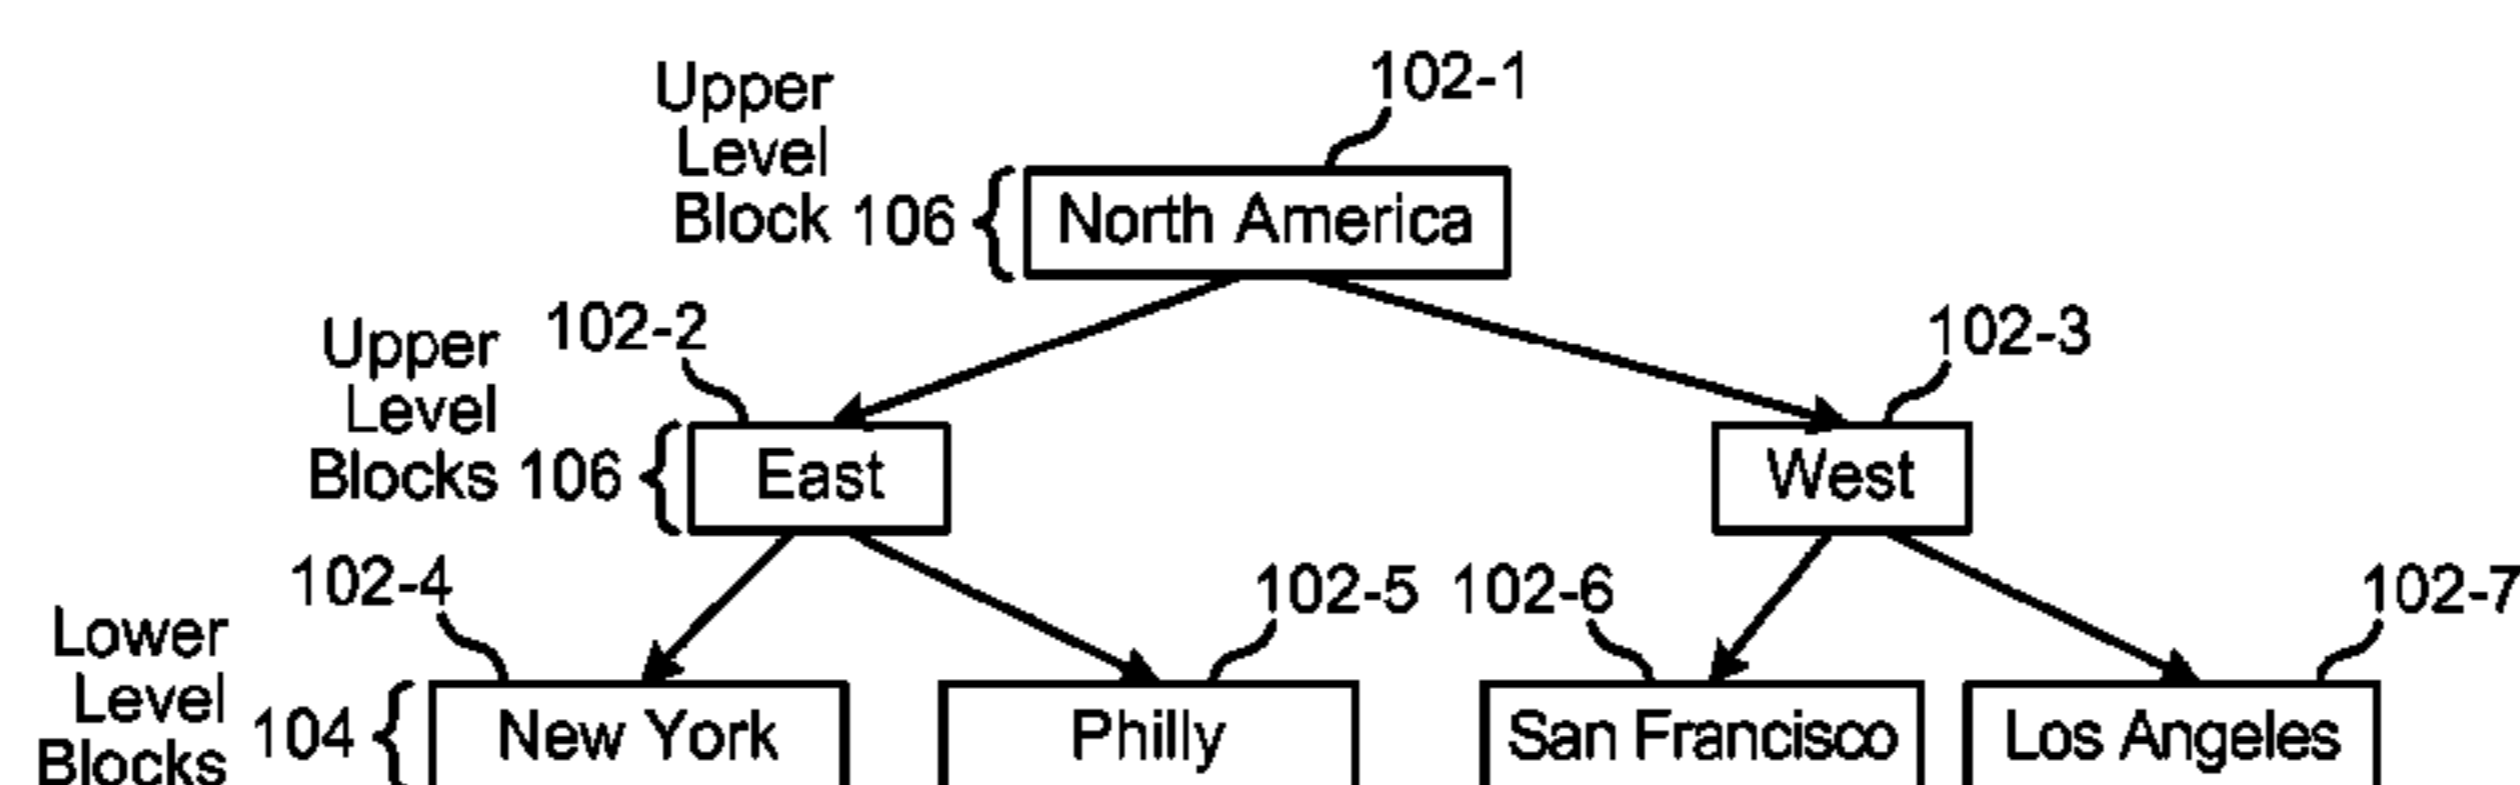 Upper
Level
Block 106
102-1
North America
Upper
Level
Blocks 106
102-2
102-3
East
West
Lower
Level
Blocks
104
102-4
102-5
102-6
102-7
New York
Philly
San Francisco
Los Angeles